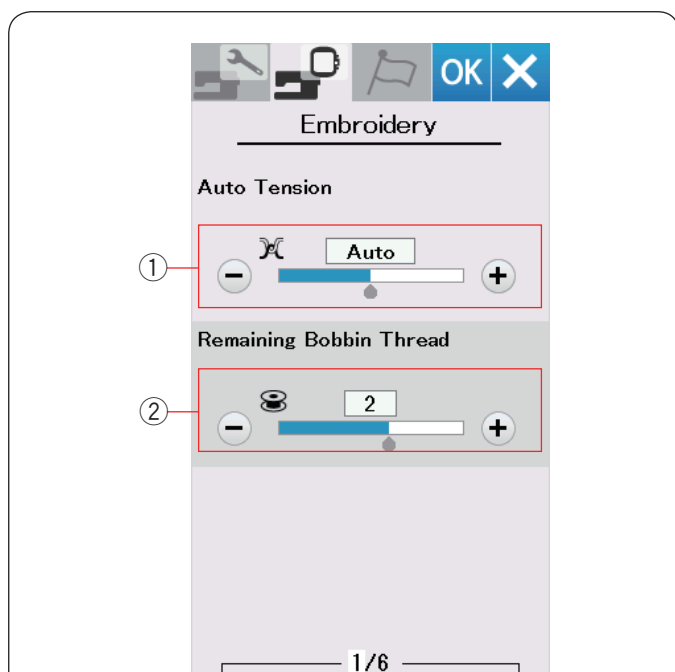 OK
Embroidery
Auto Tension
① Auto
Remaining Bobbin Thread
② 2
1/6